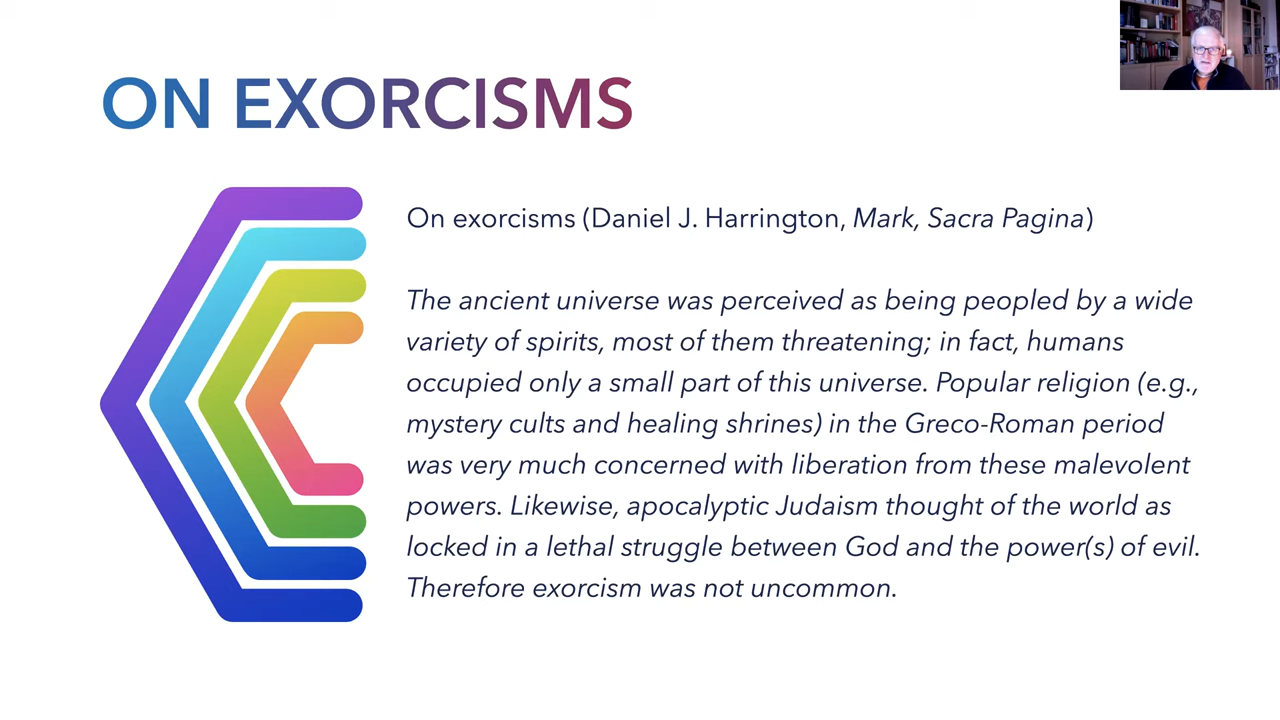 ON EXORCISMS
On exorcisms (Daniel J. Harrington, Mark, Sacra Pagina)
The ancient universe was perceived as being peopled by a wide
variety of spirits, most of them threatening; in fact, humans
occupied only a small part of this universe. Popular religion (e.g.,
mystery cults and healing shrines) in the Greco-Roman period
was very much concerned with liberation from these malevolent
powers. Likewise, apocalyptic Judaism thought of the world as
locked in a lethal struggle between God and the power(s) of evil.
Therefore exorcism was not uncommon.